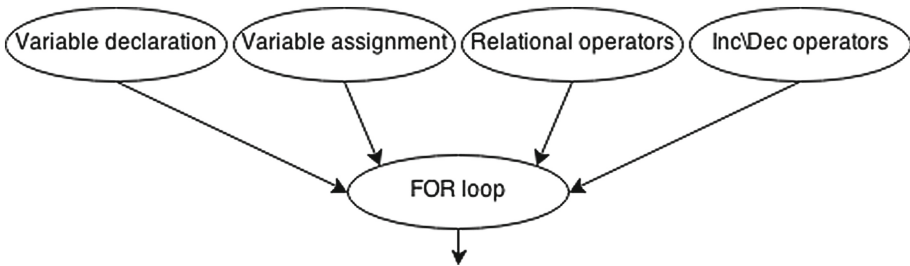 Variable declaration
Variable assignment
Relational operators
Inc\Dec operators
FOR loop